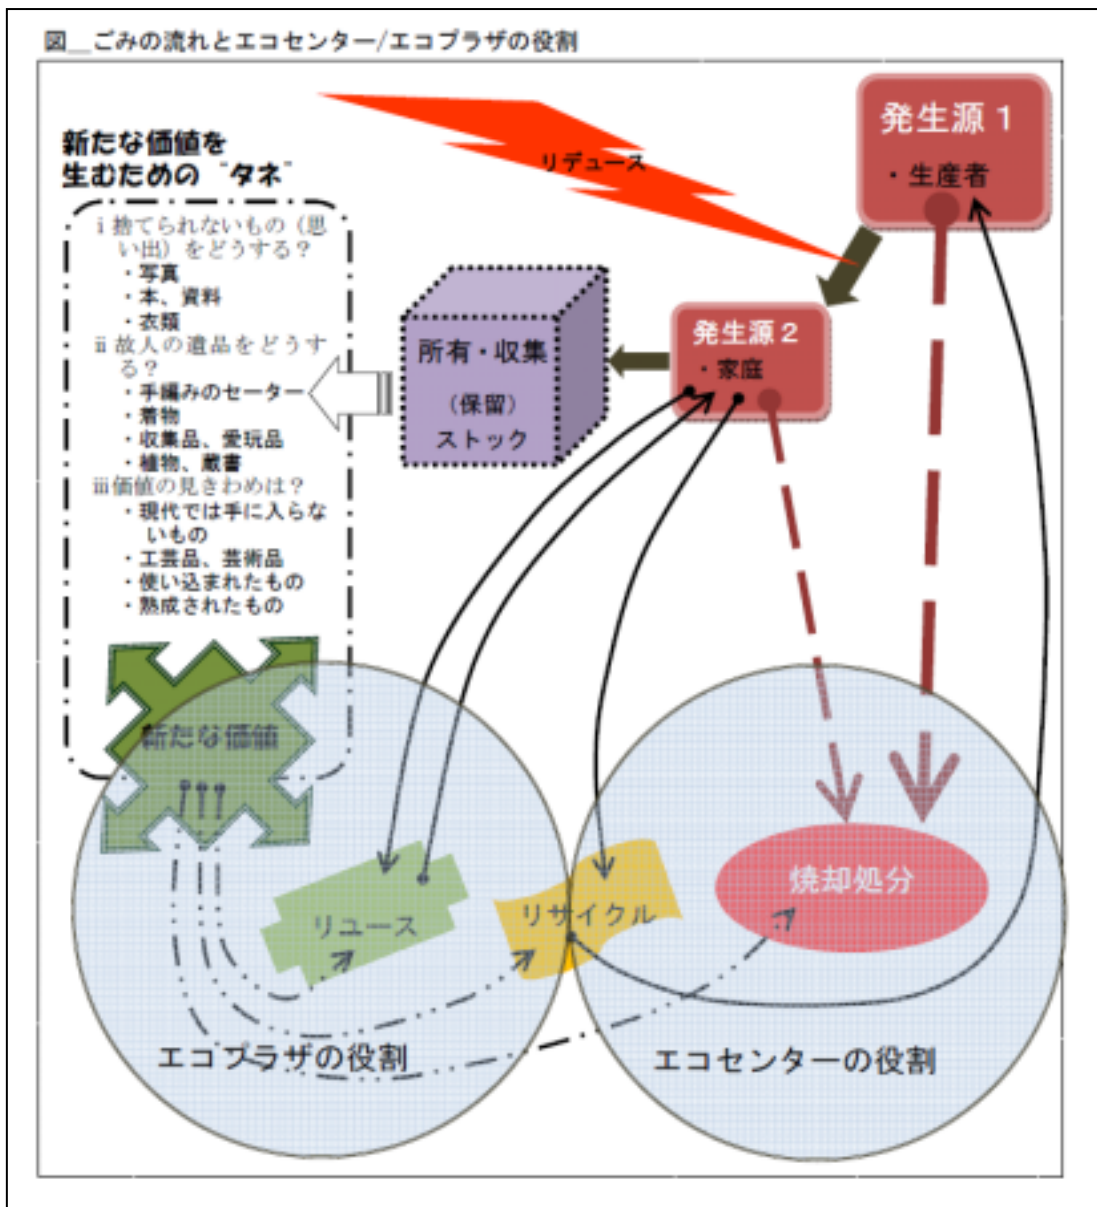 図__ごみの流れとエコセンター/エコプラザの役割
発生源1
・生産者
リデュース
新たな価値を
生むための“タネ”
ⅰ捨てられないもの（思
い出）をどうする？
・写真
・本、資料
・衣類
ⅱ故人の遺品をどうす
る？
・手編みのセーター
・着物
・収集品、愛玩品
・植物、蔵書
ⅲ価値の見きわめは？
・現代では手に入らな
いもの
・工芸品、芸術品
・使い込まれたもの
・熟成されたもの
所有・収集
（保留）
ストック
発生源2
・家庭
新たな価値
リユース
リサイクル
焼却処分
エコプラザの役割
エコセンターの役割